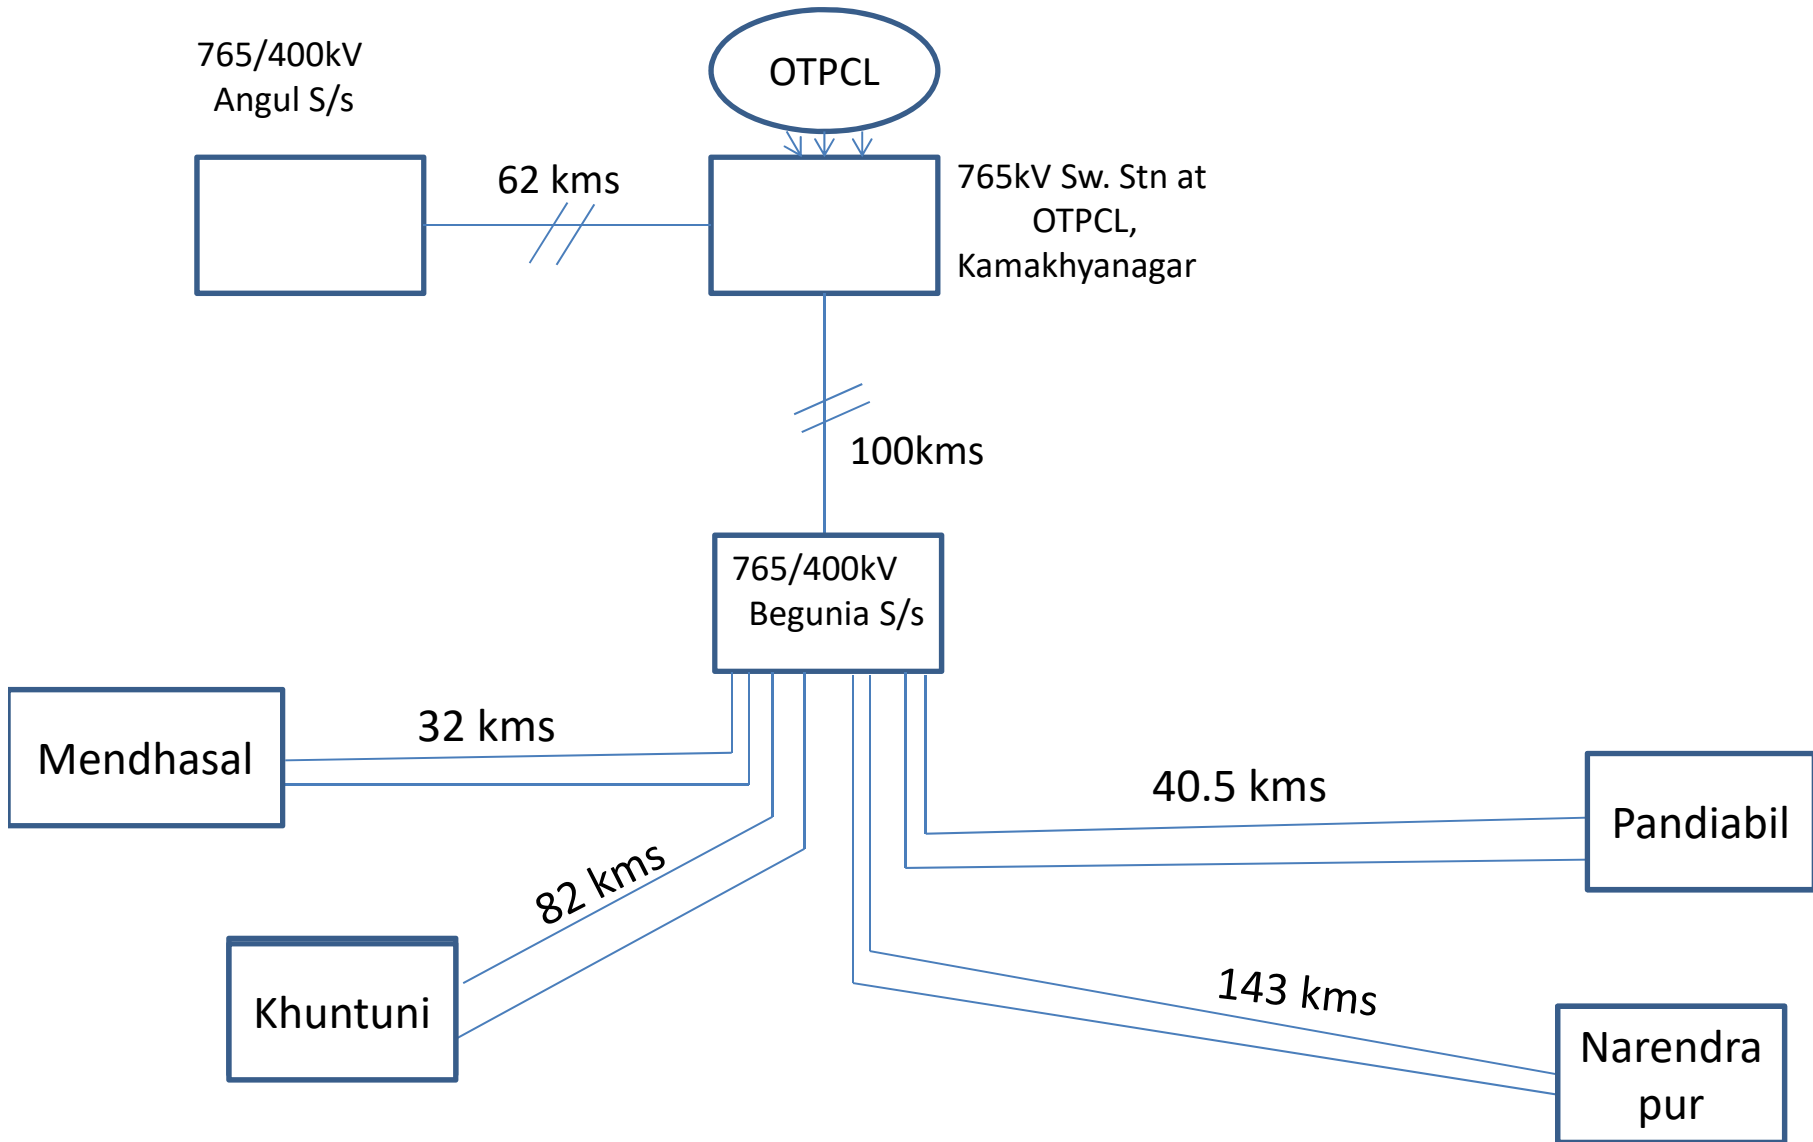 765/400kV
Angul S/s
OTPCL
62 kms
765kV Sw. Stn at
OTPCL,
Kamakhyanagar
100kms
765/400kV
Begunia S/s
Mendhasal
32 kms
40.5 kms
Pandiabil
82 kms
Khuntuni
143 kms
Narendra
pur